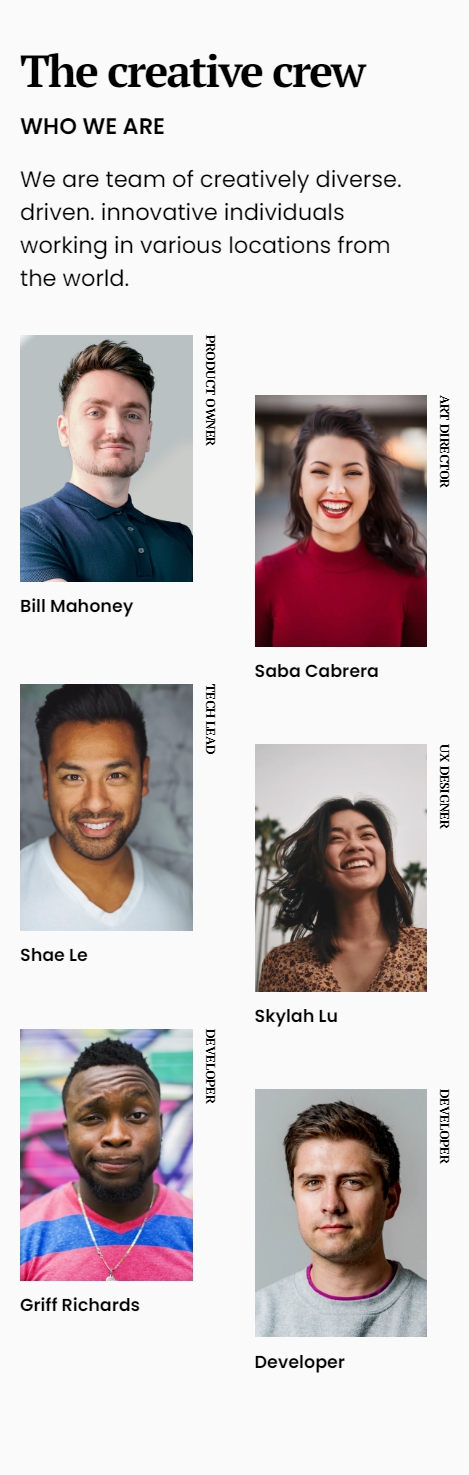 The creative crew
WHO WE ARE
We are team of creatively diverse.
driven. innovative individuals
working in various locations from
the world.
PRODUCT OWNER
Bill Mahoney
ART DIRECTOR
Saba Cabrera
TECH LEAD
Shae Le
UX DESIGNER
Skylah Lu
DEVELOPER
Griff Richards
DEVELOPER
Developer